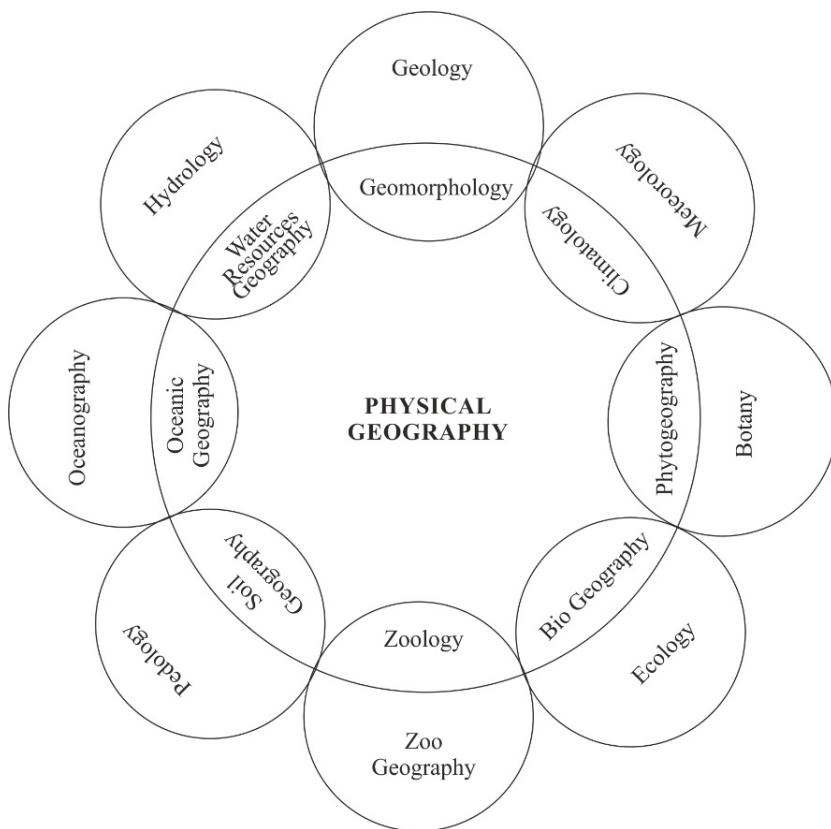 Geology
Geomorphology
Meteorology
Climatology
Phytogeography
Botany
Bio Geography
Ecology
Zoology
Zoo
Geography
Soil
Geography
Pedology
Oceanic
Geography
Oceanography
Water
Resources
Geography
Hydrology
PHYSICAL
GEOGRAPHY